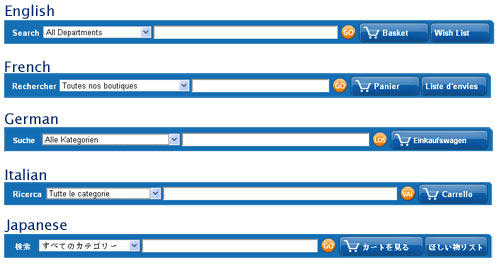 English
Search All Departments GO Basket Wish List
French
Rechercher Toutes nos boutiques GO Panier Liste d'envies
German
Suche Alle Kategorien LOS Einkaufswagen
Italian
Ricerca Tutte le categorie VAI Carrello
Japanese
検索 すべてのカテゴリー GO カートを見る ほしい物リスト